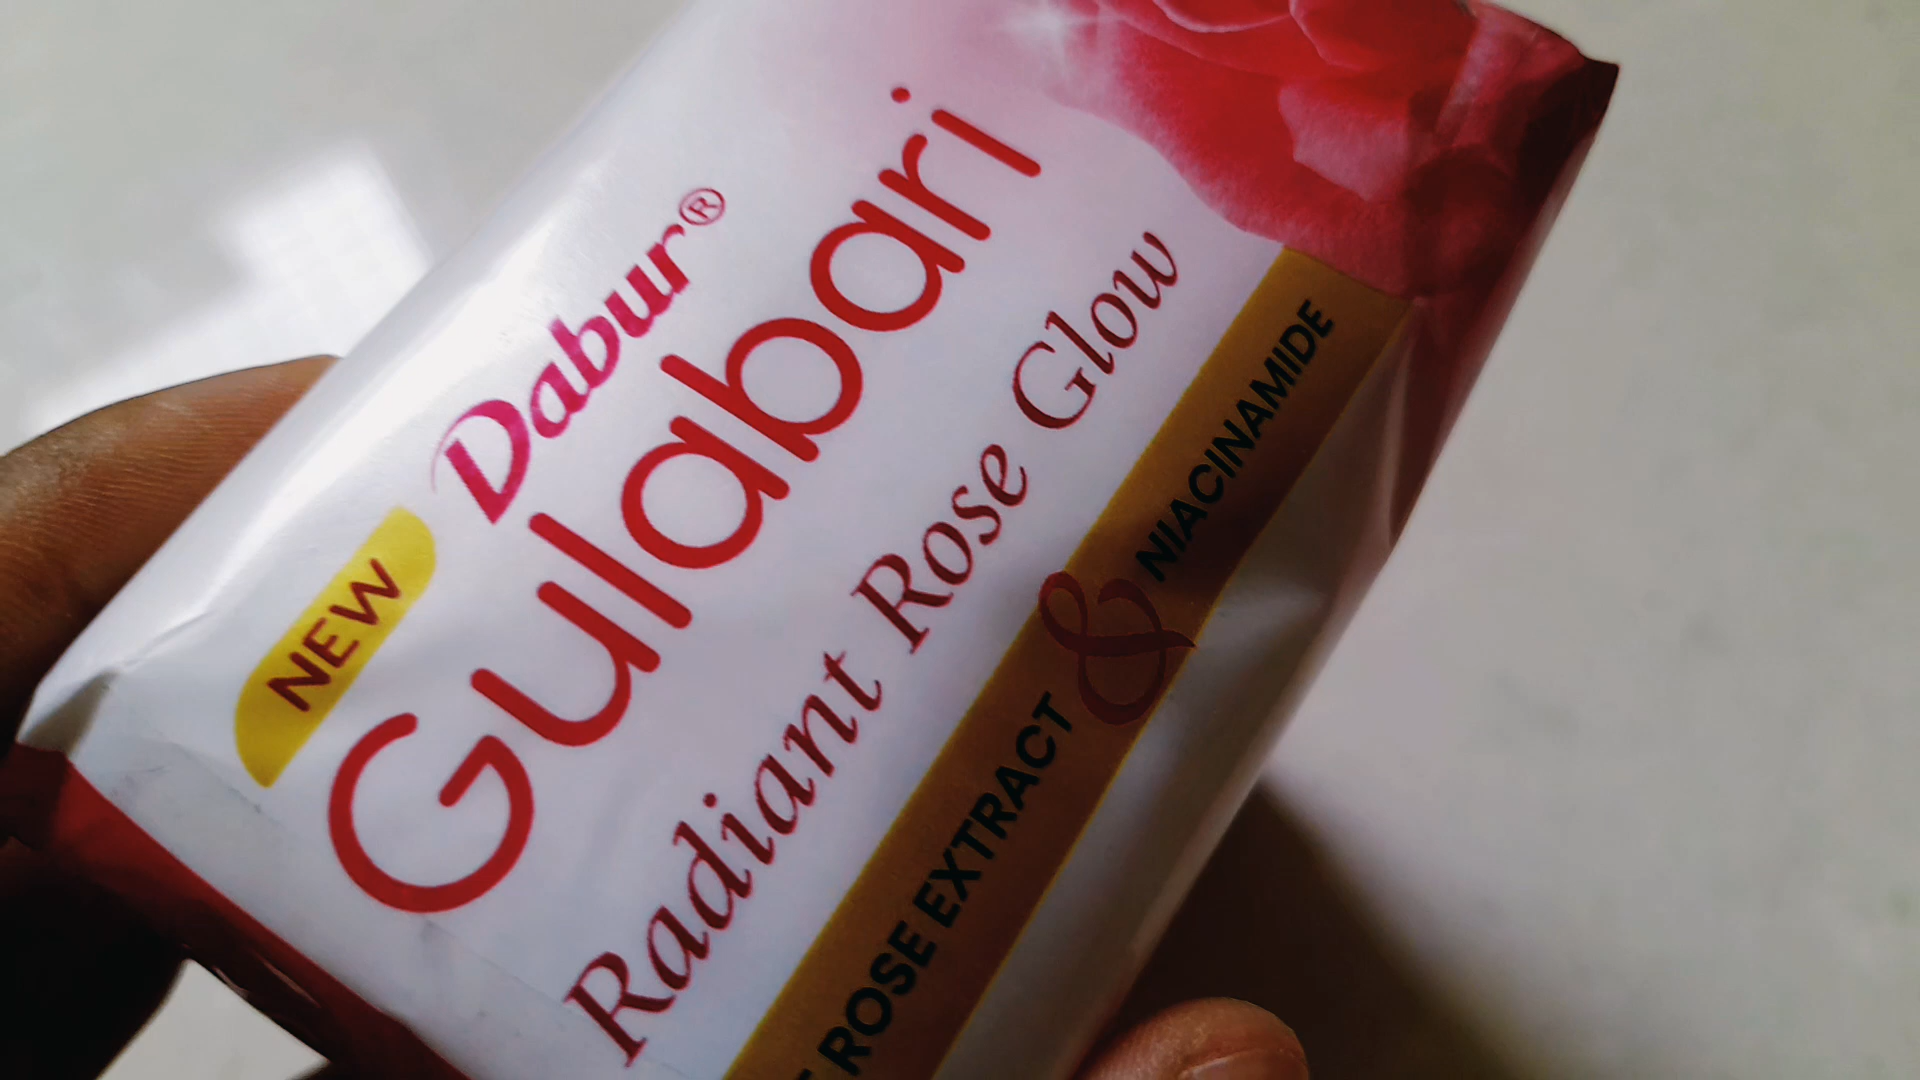 NEW
Dabur®
Gulabari
Radiant Rose Glow
ROSE EXTRACT & NIACINAMIDE